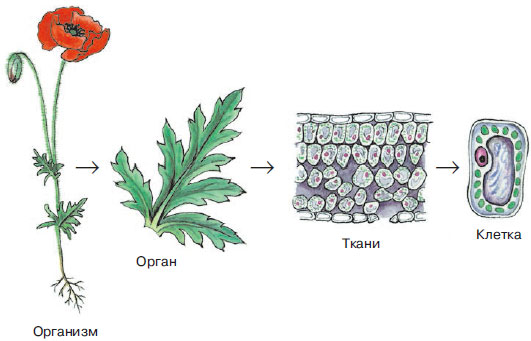 Организм
Орган
Ткани
Клетка